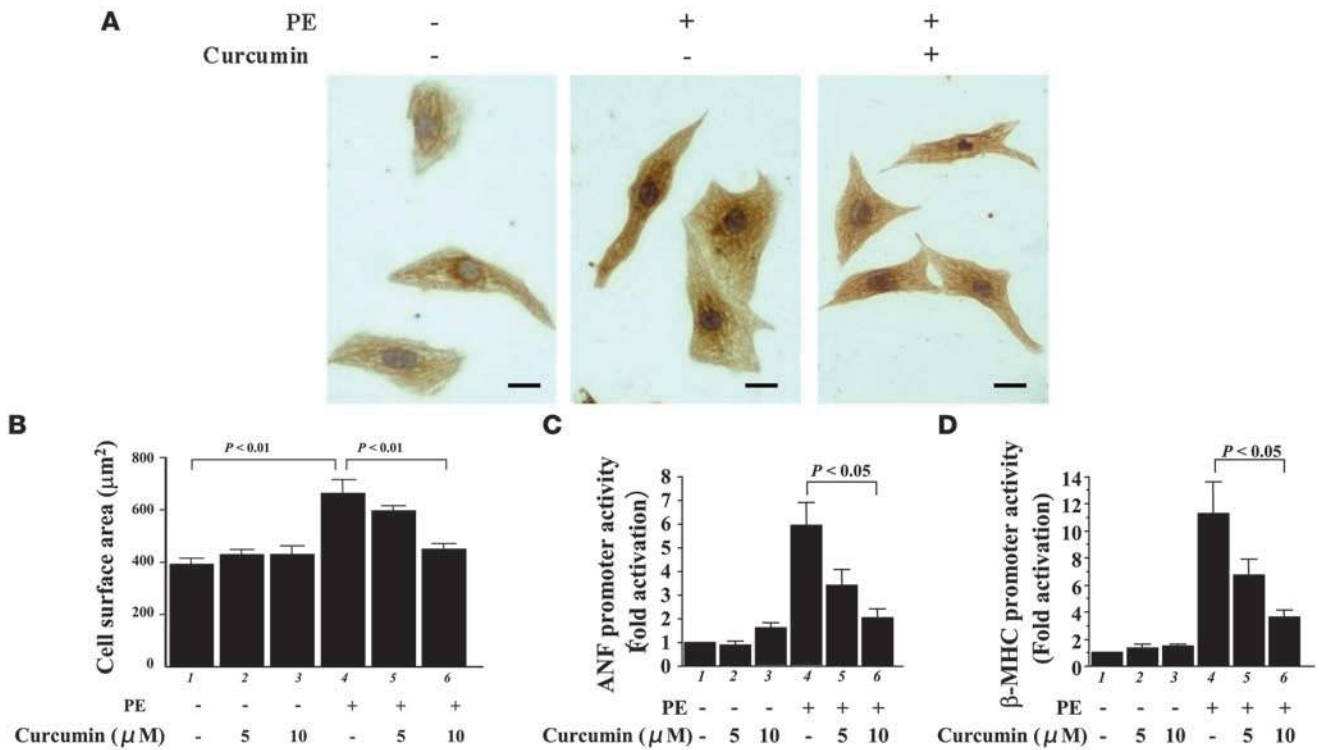 A
PE - + +
Curcumin - - +
B
P < 0.01 P < 0.01
Cell surface area (μm²)
800
600
400
200
0
1 2 3 4 5 6
PE - - - + + +
Curcumin (μM) - 5 10 - 5 10
C
P < 0.05
ANF promoter activity
(Fold activation)
8
7
6
5
4
3
2
1
0
1 2 3 4 5 6
PE - - - + + +
Curcumin (μM) - 5 10 - 5 10
D
P < 0.05
β-MHC promoter activity
(Fold activation)
14
12
10
8
6
4
2
0
1 2 3 4 5 6
PE - - - + + +
Curcumin (μM) - 5 10 - 5 10